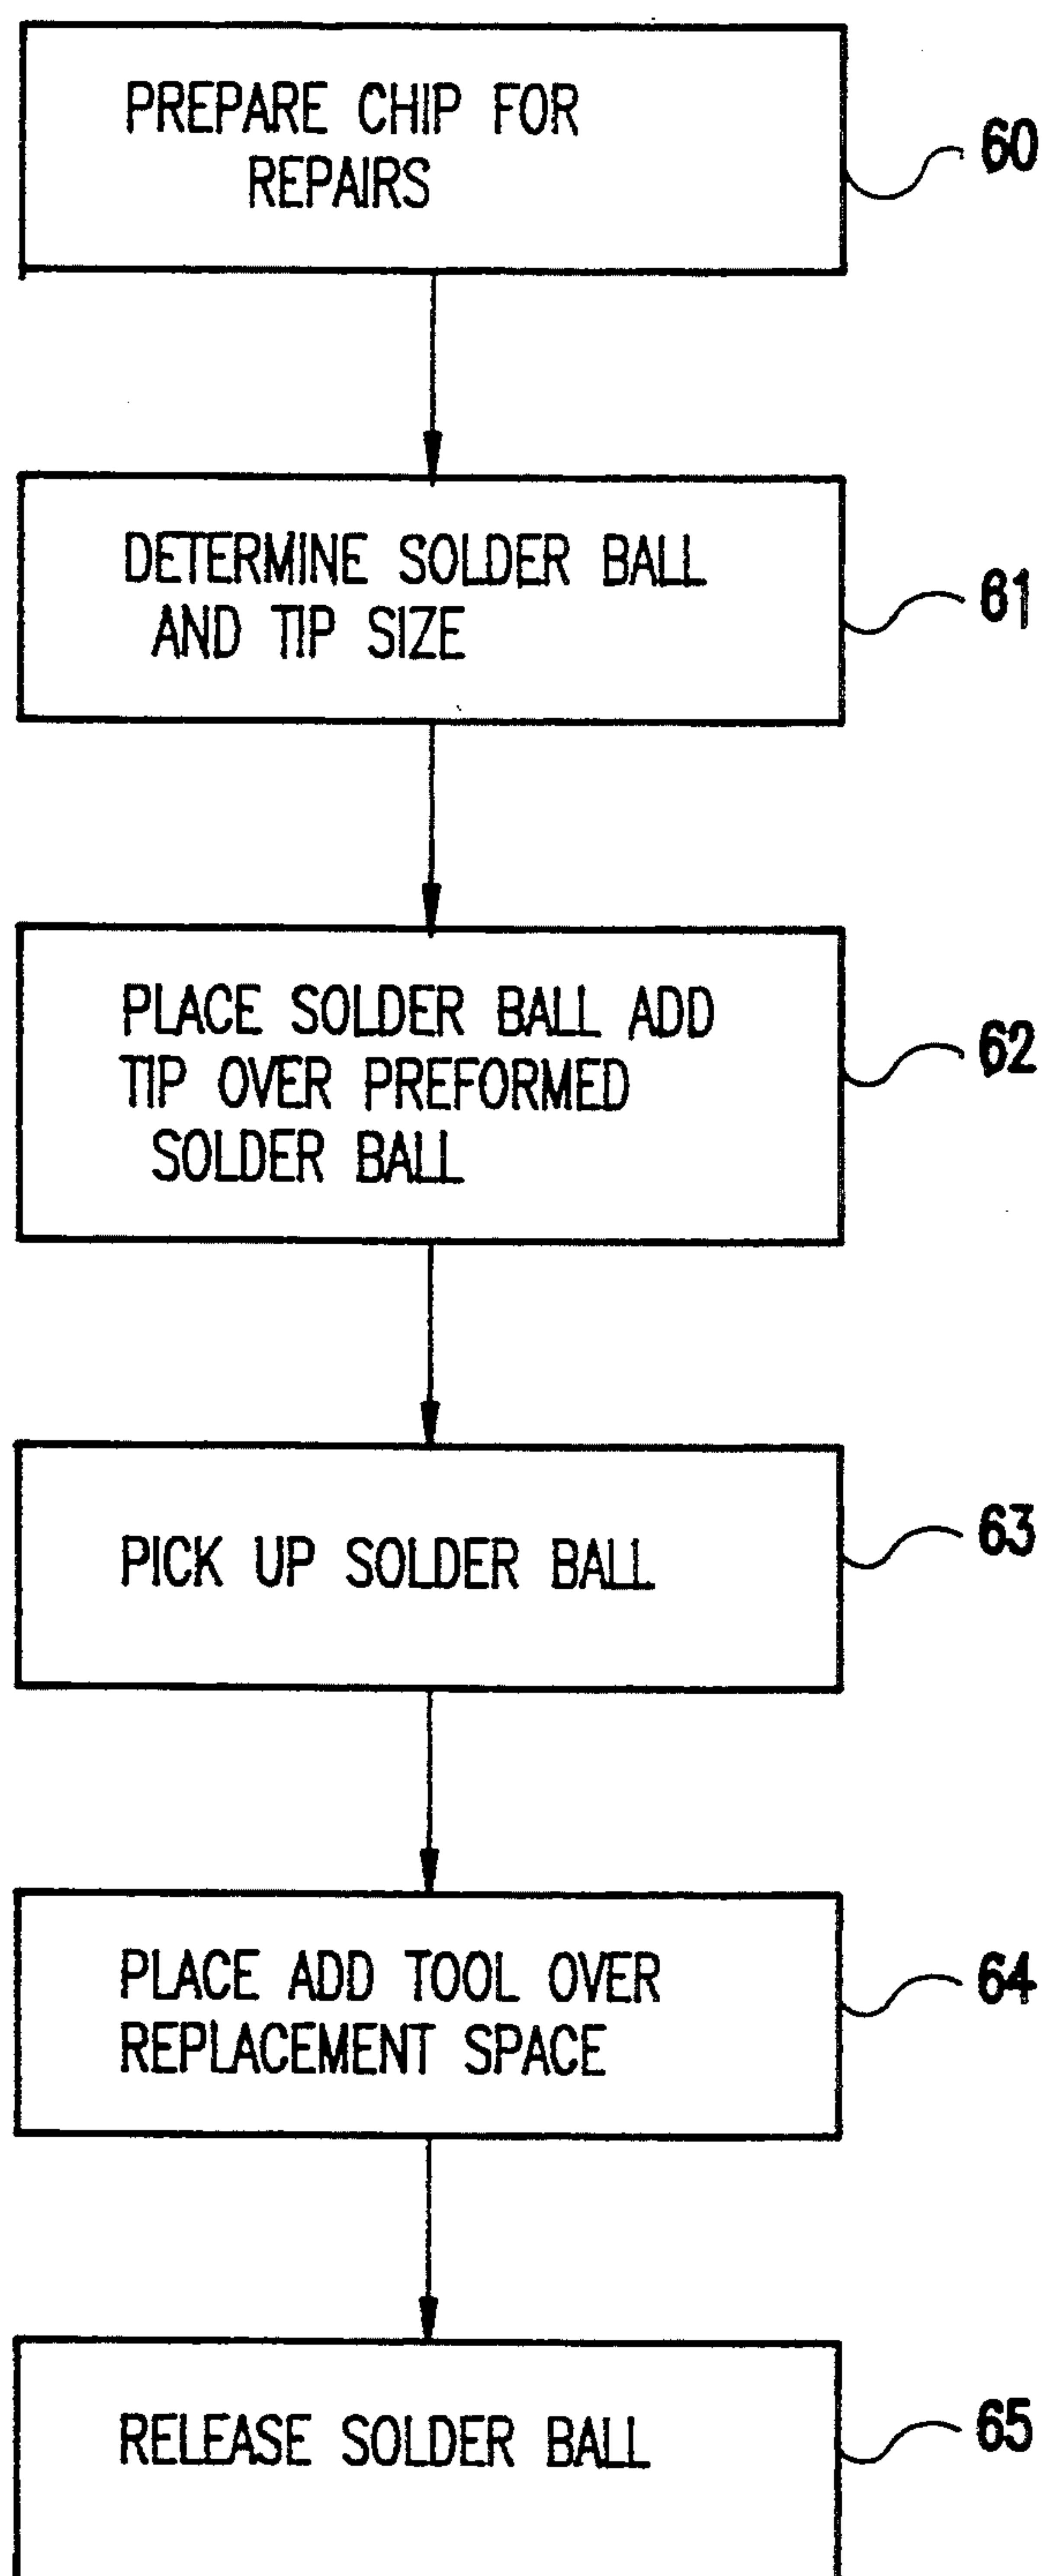 PREPARE CHIP FOR
REPAIRS
60
DETERMINE SOLDER BALL
AND TIP SIZE
61
PLACE SOLDER BALL ADD
TIP OVER PREFORMED
SOLDER BALL
62
PICK UP SOLDER BALL
63
PLACE ADD TOOL OVER
REPLACEMENT SPACE
64
RELEASE SOLDER BALL
65